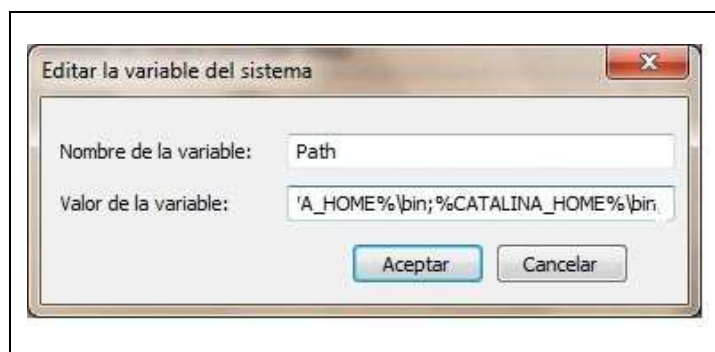 Editar la variable del sistema
Nombre de la variable: Path
Valor de la variable: 'A_HOME%\bin;%CATALINA_HOME%\bin,
Aceptar Cancelar